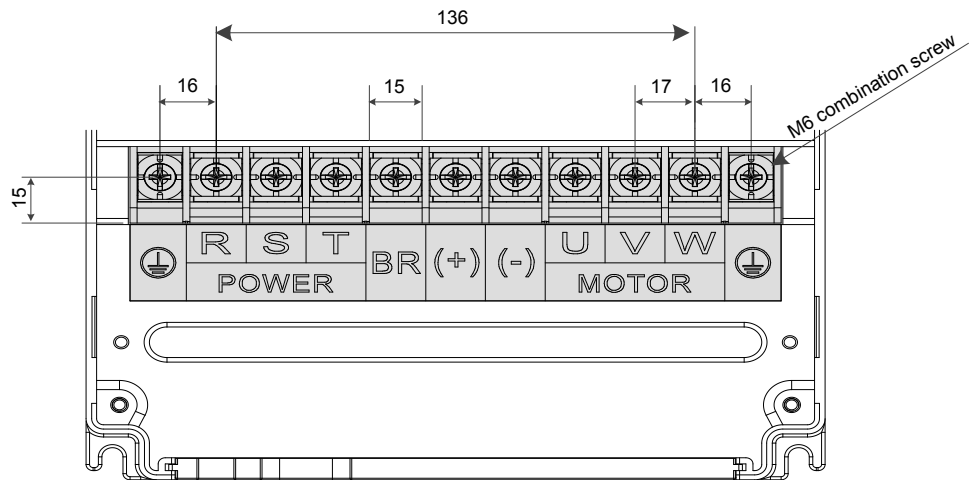 136
16
15
17
16
M6 combination screw
15
R S T
U V W
BR (+) (-)
POWER
MOTOR